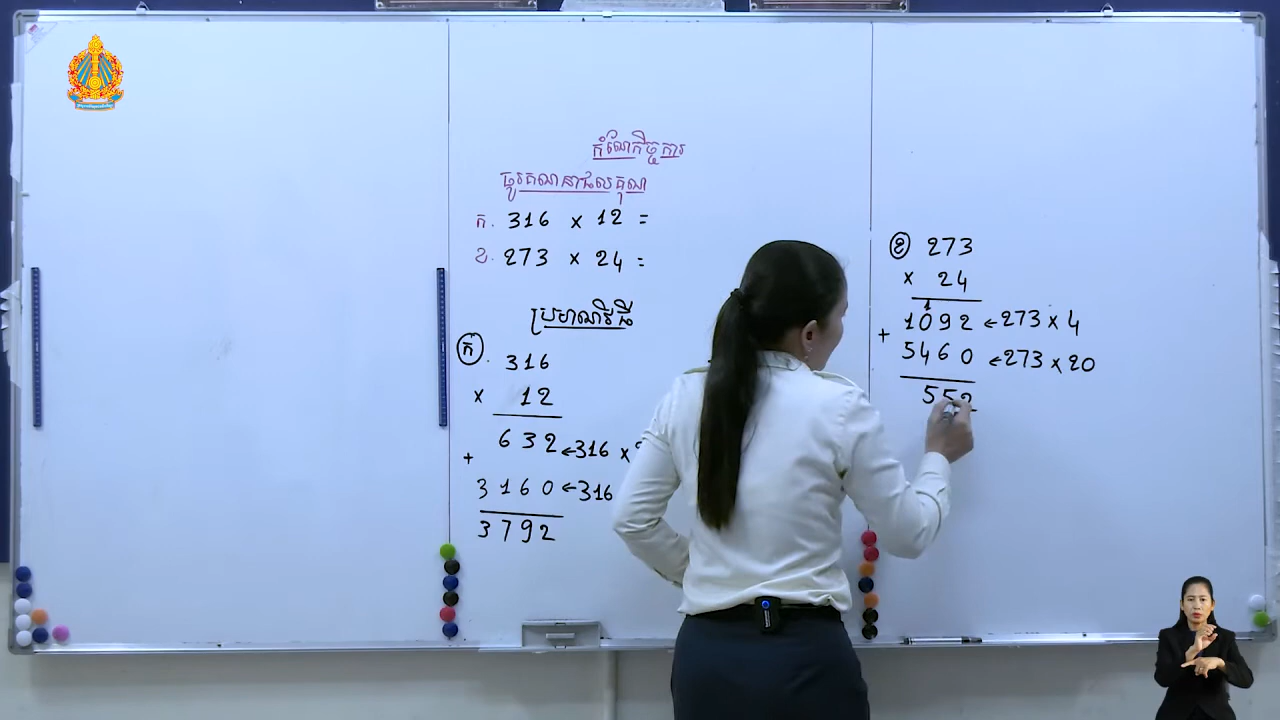 កំណែកិច្ចការ
ចូរគណនាផលគុណ
ក. 316 x 12 =
ខ. 273 x 24 =
ប្រមាណវិធី
ក. 316
x 12
632 ←316 x
+
3160 ←316
3792
ខ 273
x 24
1
1092 ←273 x 4
+
5460 ←273 x 20
552